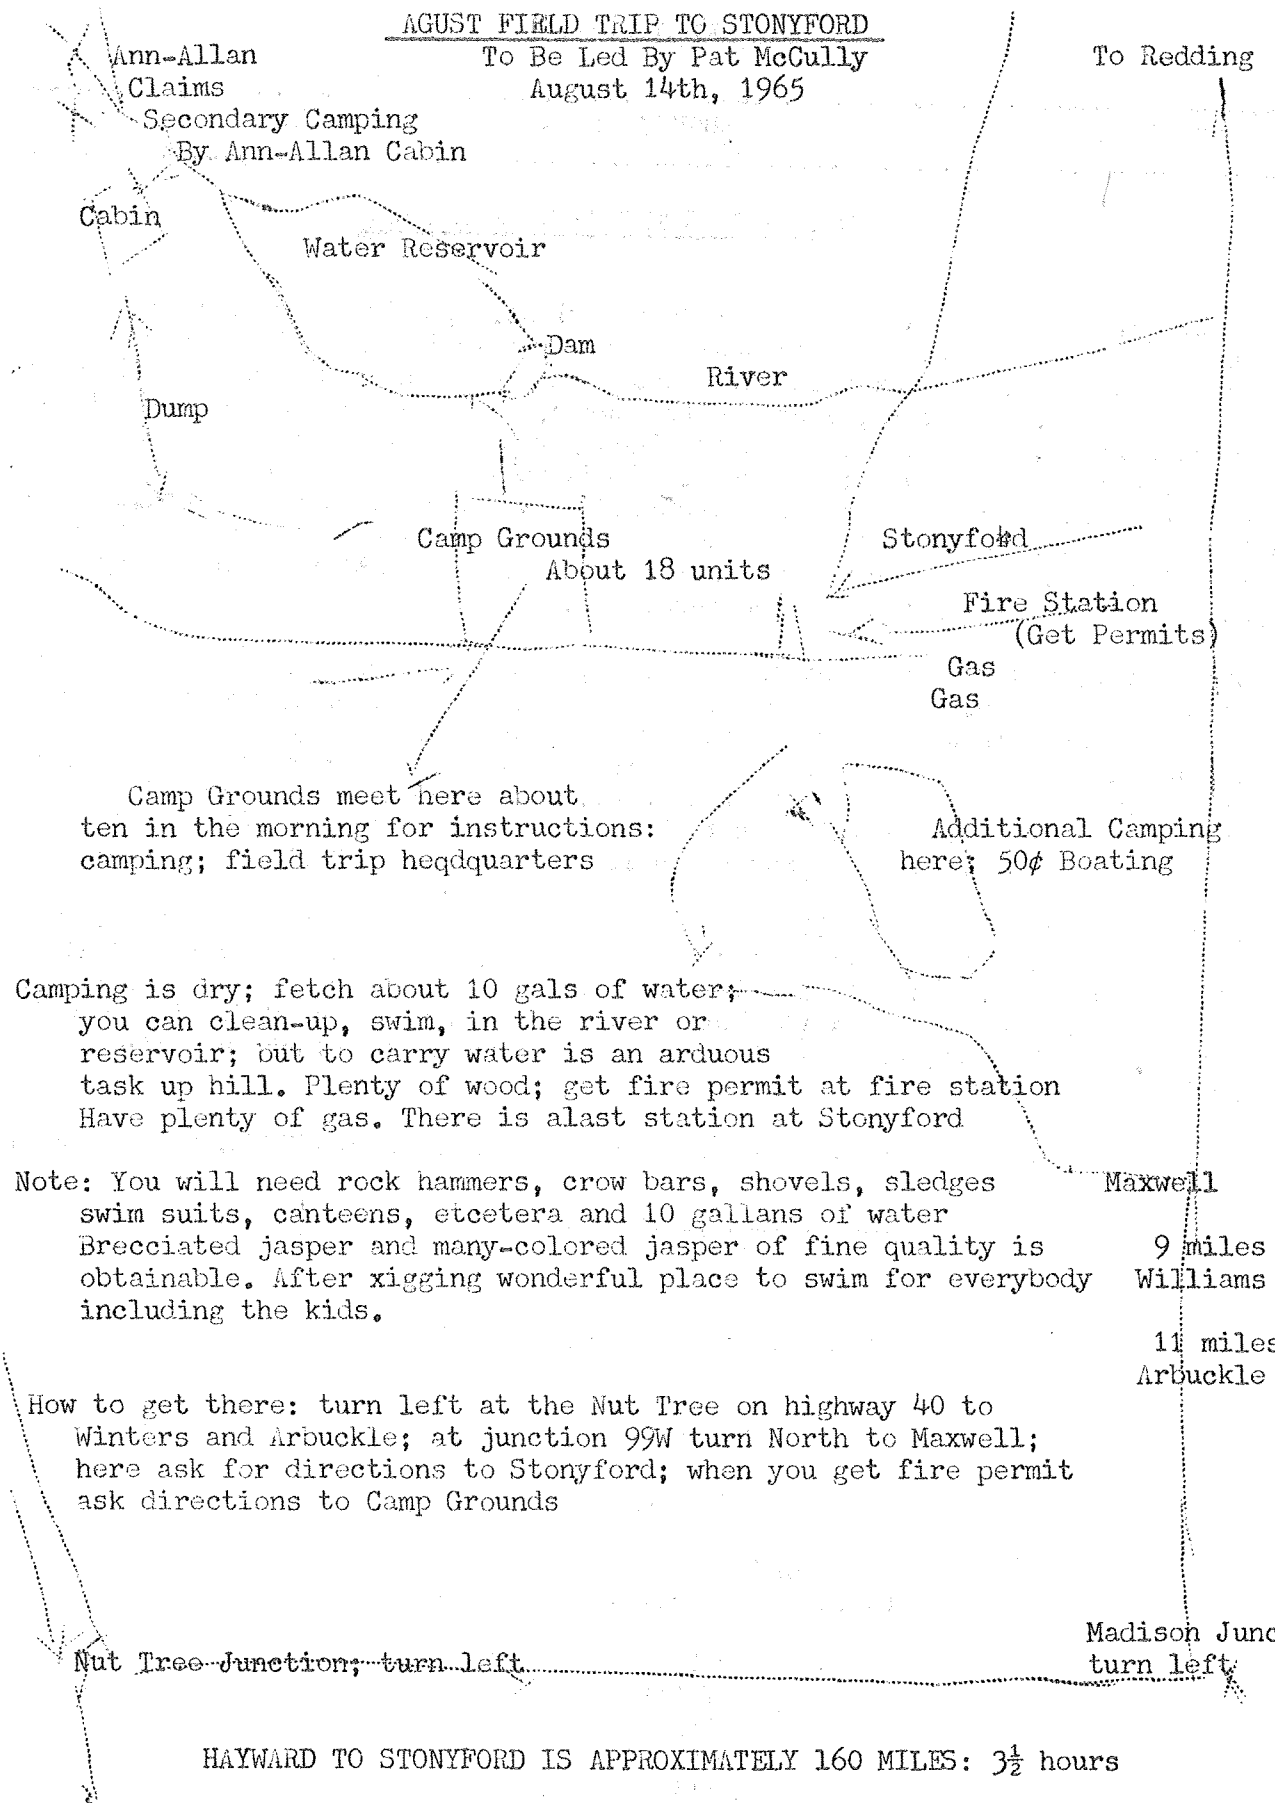 AGUST FIELD TRIP TO STONYFORD
To Be Led By Pat McCully
August 14th, 1965
To Redding
Ann-Allan
Claims
Secondary Camping
By Ann-Allan Cabin
Cabin
Water Reservoir
Dam
River
Dump
Camp Grounds
About 18 units
Stonyford
Fire Station
(Get Permits)
Gas
Gas
Camp Grounds meet here about
ten in the morning for instructions:
camping; field trip heqdquarters
Additional Camping
here; 50¢ Boating
Camping is dry; fetch about 10 gals of water;
you can clean-up, swim, in the river or
reservoir; but to carry water is an arduous
task up hill. Plenty of wood; get fire permit at fire station
Have plenty of gas. There is alast station at Stonyford
Note: You will need rock hammers, crow bars, shovels, sledges
swim suits, canteens, etcetera and 10 gallans of water
Brecciated jasper and many-colored jasper of fine quality is
obtainable. After xigging wonderful place to swim for everybody
including the kids.
Maxwell
9 miles
Williams
11 miles
Arbuckle
How to get there: turn left at the Nut Tree on highway 40 to
Winters and Arbuckle; at junction 99W turn North to Maxwell;
here ask for directions to Stonyford; when you get fire permit
ask directions to Camp Grounds
Madison Junc
turn left
Nut Tree Junction; turn left
HAYWARD TO STONYFORD IS APPROXIMATELY 160 MILES: 3½ hours